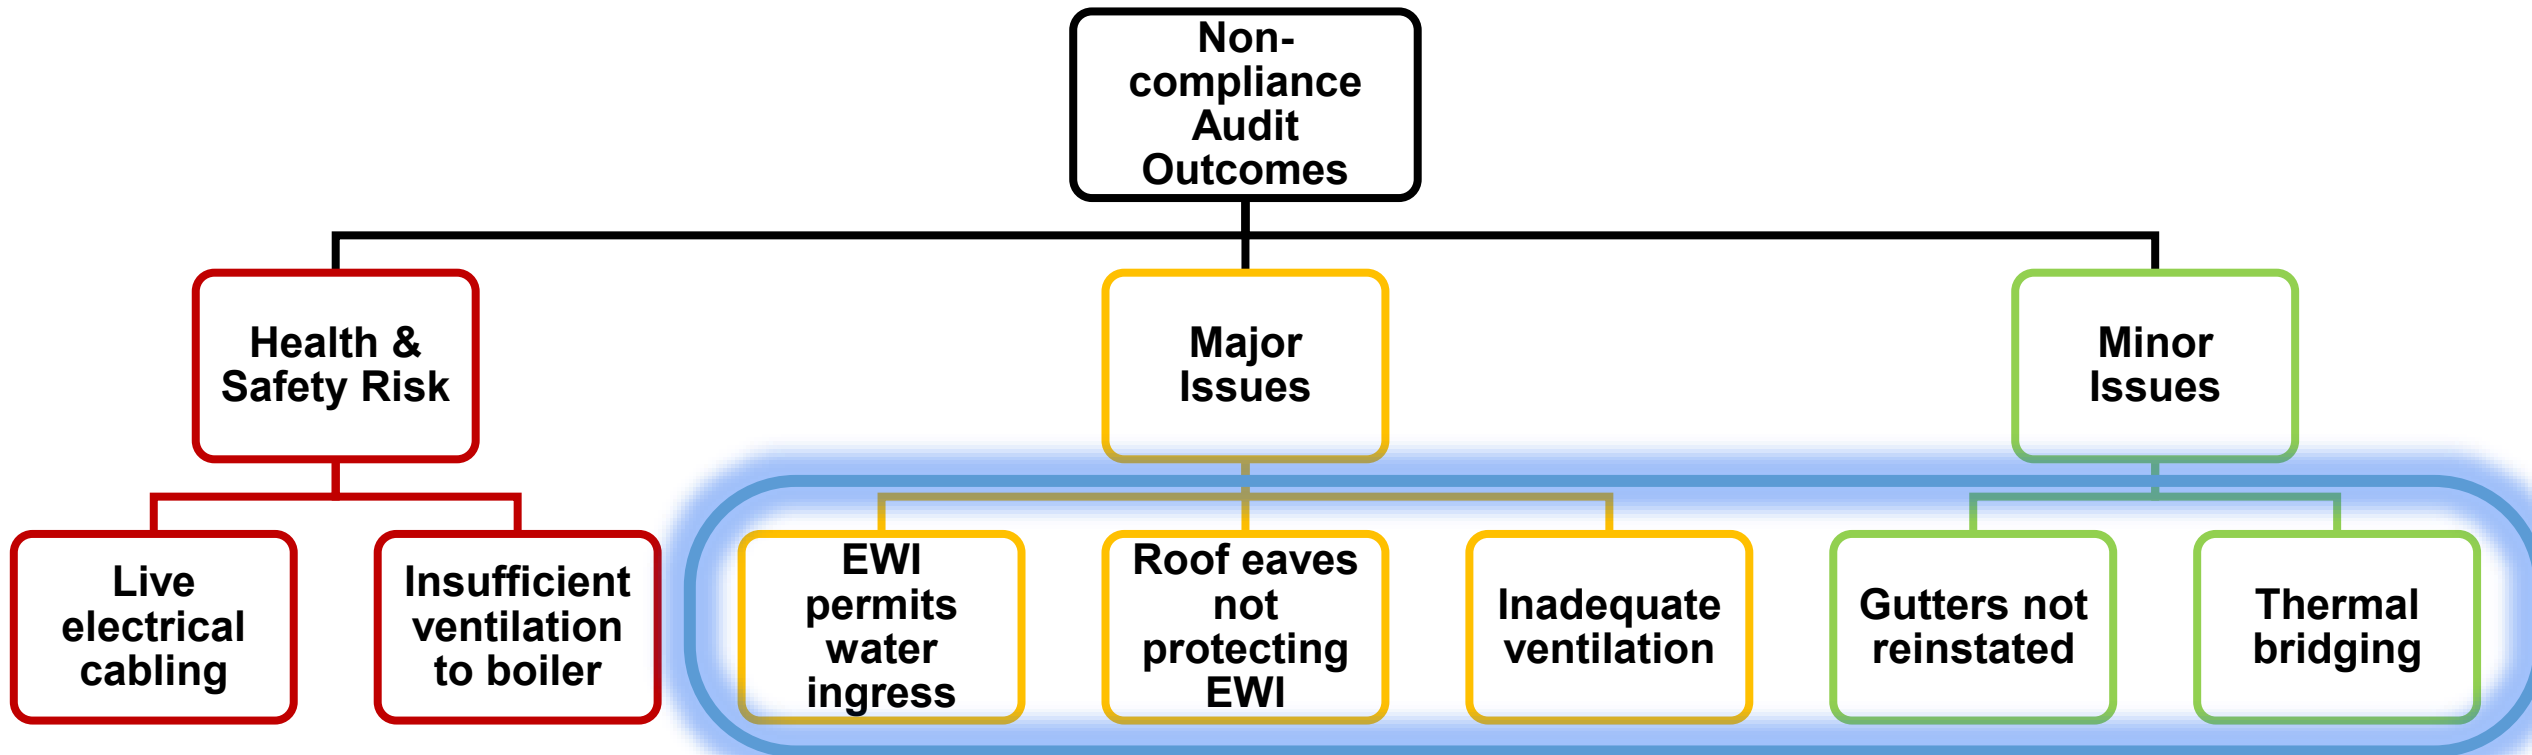 Non-
compliance
Audit
Outcomes
Health &
Safety Risk
Major
Issues
Minor
Issues
Live
electrical
cabling
Insufficient
ventilation
to boiler
EWI
permits
water
ingress
Roof eaves
not
protecting
EWI
Inadequate
ventilation
Gutters not
reinstated
Thermal
bridging